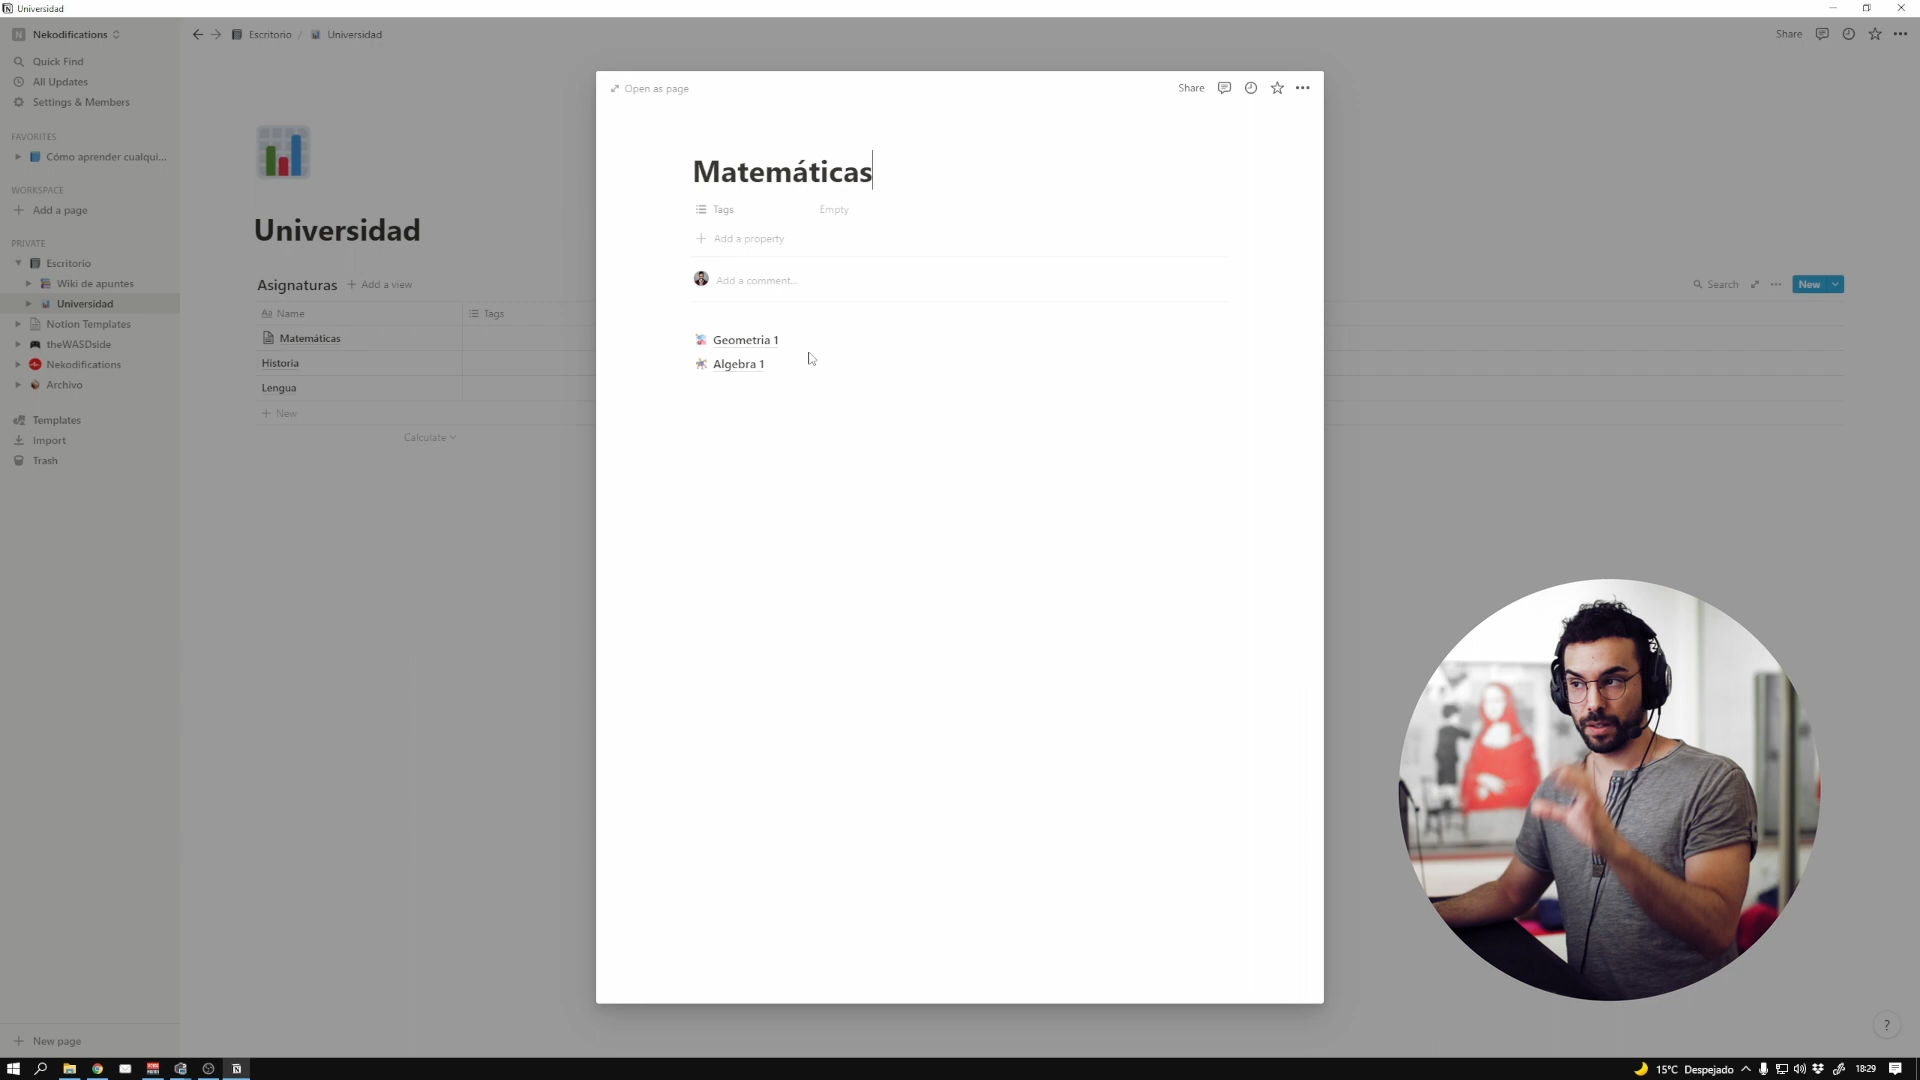 Universidad
Nekodifications
Escritorio / Universidad
Share
Quick Find
All Updates
Settings & Members
FAVORITES
Cómo aprender cualqui...
WORKSPACE
+ Add a page
PRIVATE
Escritorio
Wiki de apuntes
Universidad
Notion Templates
theWASDside
Nekodifications
Archivo
Templates
Import
Trash
+ New page
Universidad
Asignaturas + Add a view
Search
New
Aa Name
Tags
Matemáticas
Historia
Lengua
+ New
Calculate
Open as page
Share
Matemáticas
Tags Empty
+ Add a property
Add a comment...
Geometria 1
Algebra 1
?
15°C Despejado
18:29